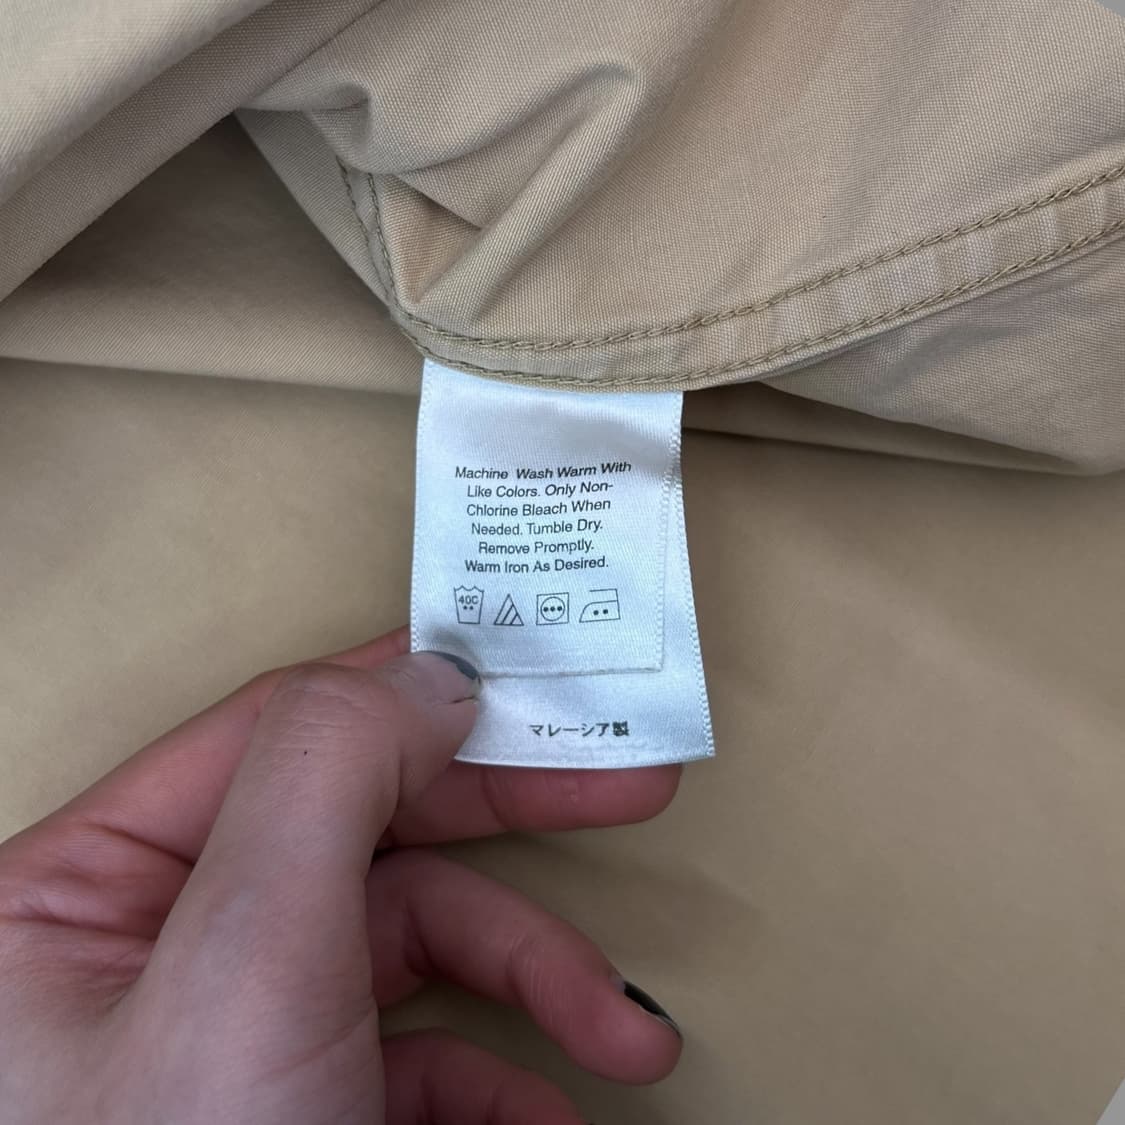 Machine Wash Warm With
Like Colors. Only Non-
Chlorine Bleach When
Needed. Tumble Dry.
Remove Promptly.
Warm Iron As Desired.
40C
マレーシア製